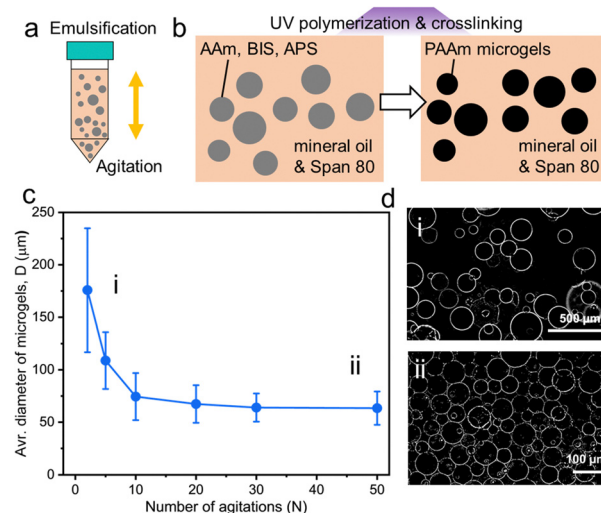 a
Emulsification
Agitation
b
UV polymerization & crosslinking
AAm, BIS, APS
mineral oil
& Span 80
PAAm microgels
mineral oil
& Span 80
c
Avr. diameter of microgels, D (μm)
250
200
150
100
50
0
i
ii
0 10 20 30 40 50
Number of agitations (N)
d
i
500 μm
ii
100 μm